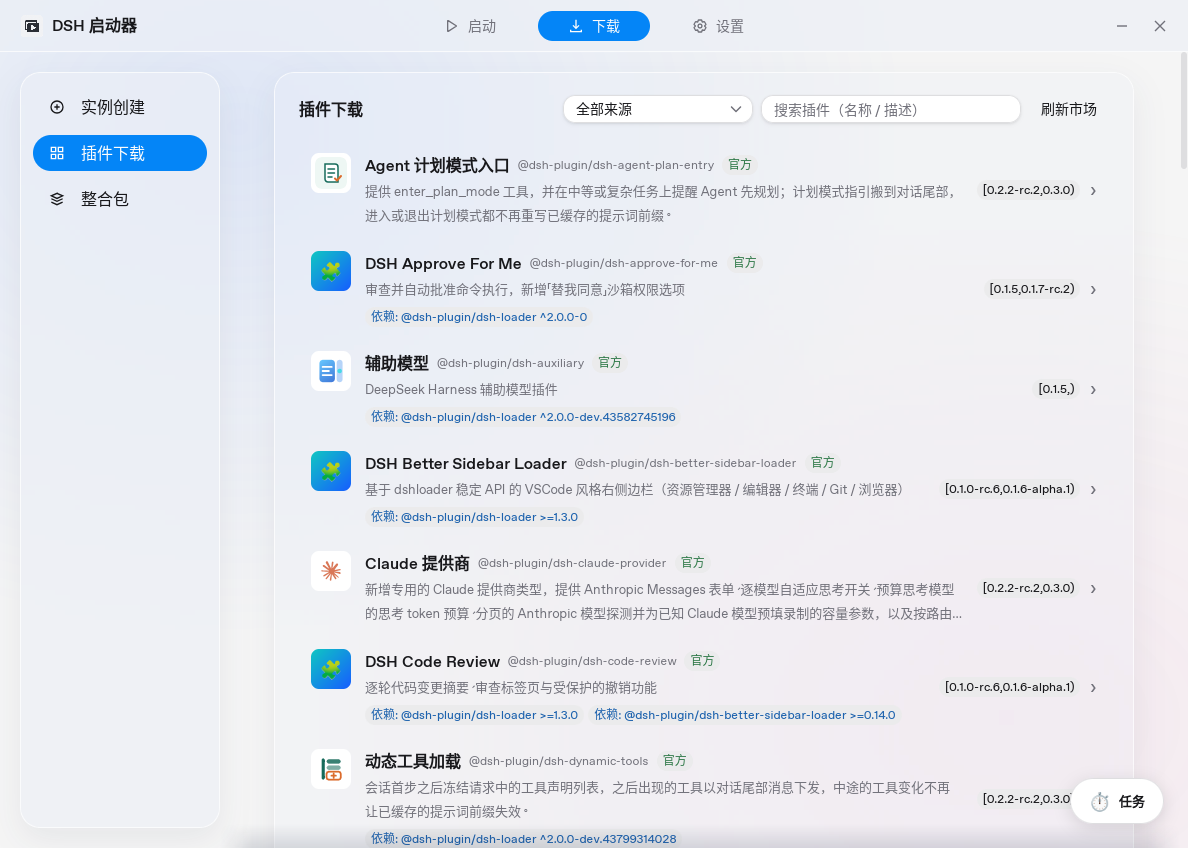 DSH 启动器
启动
下载
设置
实例创建
插件下载
整合包
插件下载
全部来源
搜索插件（名称 / 描述）
刷新市场
Agent 计划模式入口 @dsh-plugin/dsh-agent-plan-entry 官方
提供 enter_plan_mode 工具，并在中等或复杂任务上提醒 Agent 先规划；计划模式指引搬到对话尾部，
进入或退出计划模式都不再重写已缓存的提示词前缀。
[0.2.2-rc.2,0.3.0)
DSH Approve For Me @dsh-plugin/dsh-approve-for-me 官方
审查并自动批准命令执行，新增「替我同意」沙箱权限选项
[0.1.5,0.1.7-rc.2)
依赖: @dsh-plugin/dsh-loader ^2.0.0-0
辅助模型 @dsh-plugin/dsh-auxiliary 官方
DeepSeek Harness 辅助模型插件
[0.1.5,)
依赖: @dsh-plugin/dsh-loader ^2.0.0-dev.43582745196
DSH Better Sidebar Loader @dsh-plugin/dsh-better-sidebar-loader 官方
基于 dshloader 稳定 API 的 VSCode 风格右侧边栏（资源管理器 / 编辑器 / 终端 / Git / 浏览器）
[0.1.0-rc.6,0.1.6-alpha.1)
依赖: @dsh-plugin/dsh-loader >=1.3.0
Claude 提供商 @dsh-plugin/dsh-claude-provider 官方
新增专用的 Claude 提供商类型，提供 Anthropic Messages 表单、逐模型自适应思考开关、预算思考模型
的思考 token 预算、分页的 Anthropic 模型探测并为已知 Claude 模型预填录制的容量参数，以及按路由...
[0.2.2-rc.2,0.3.0)
DSH Code Review @dsh-plugin/dsh-code-review 官方
逐轮代码变更摘要、审查标签页与受保护的撤销功能
[0.1.0-rc.6,0.1.6-alpha.1)
依赖: @dsh-plugin/dsh-loader >=1.3.0 依赖: @dsh-plugin/dsh-better-sidebar-loader >=0.14.0
动态工具加载 @dsh-plugin/dsh-dynamic-tools 官方
会话首步之后冻结请求中的工具声明列表，之后出现的工具以对话尾部消息下发，中途的工具变化不再
让已缓存的提示词前缀失效。
[0.2.2-rc.2,0.3.0)
依赖: @dsh-plugin/dsh-loader ^2.0.0-dev.43799314028
任务